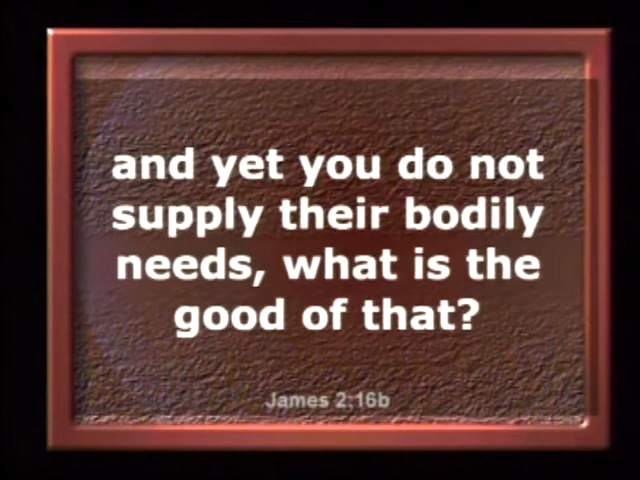 and yet you do not
supply their bodily
needs, what is the
good of that?
James 2:16b